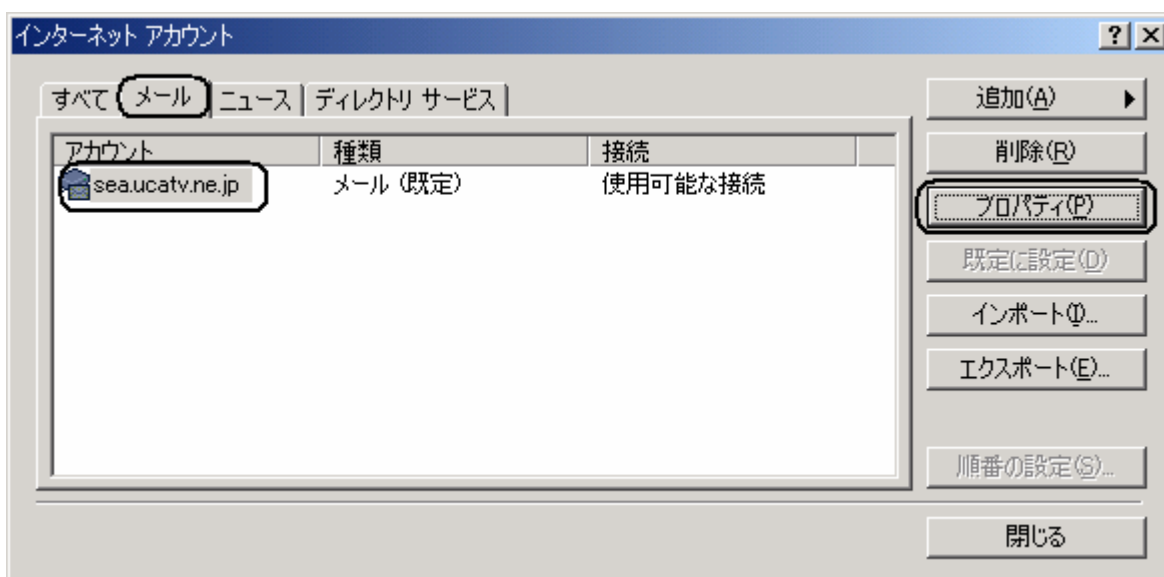 インターネット アカウント
すべて メール ニュース ディレクトリ サービス
アカウント 種類 接続
sea.ucatv.ne.jp メール (既定) 使用可能な接続
追加(A)
削除(R)
プロパティ(P)
既定に設定(D)
インポート(I)...
エクスポート(E)...
順番の設定(S)...
閉じる